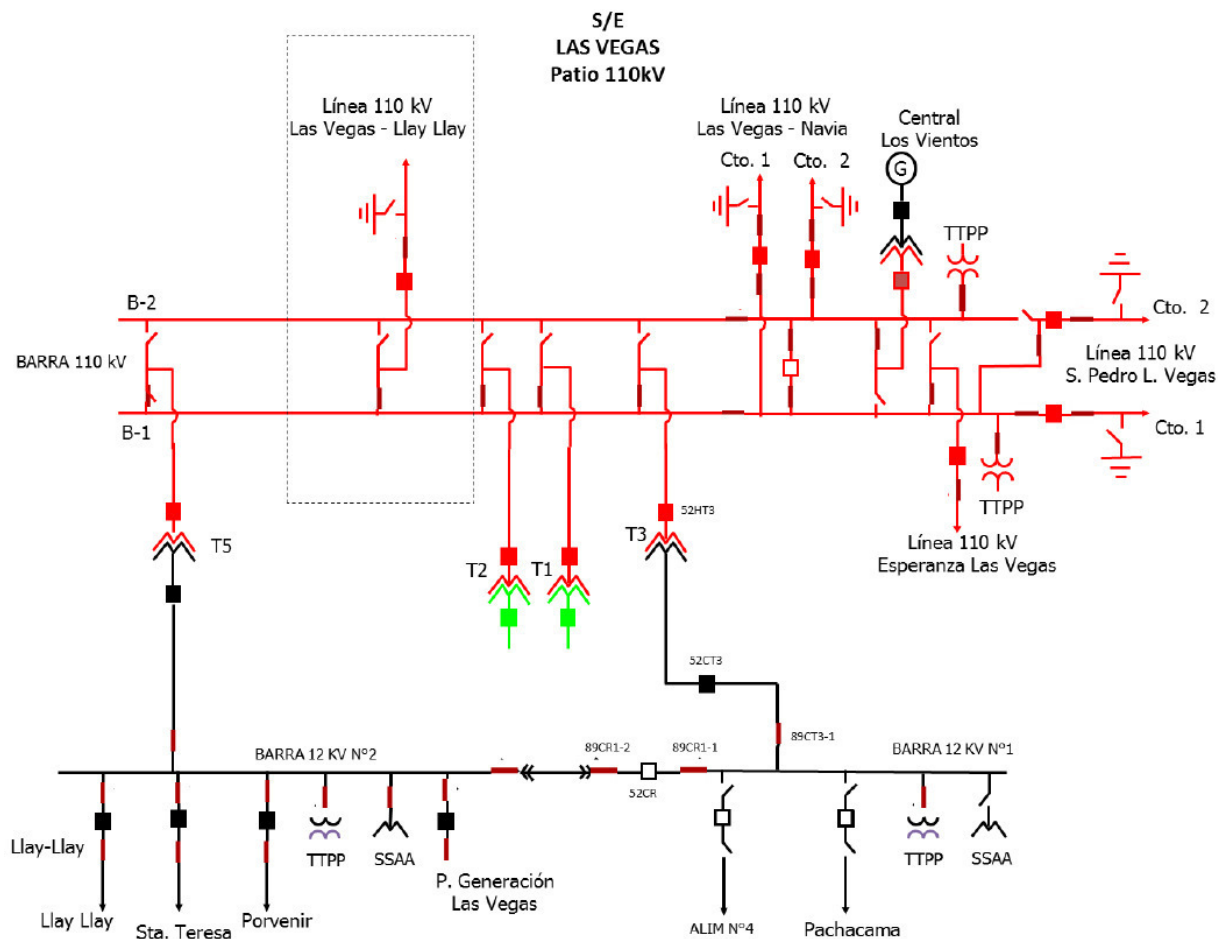 S/E
LAS VEGAS
Patio 110kV
Línea 110 kV
Las Vegas - Llay Llay
Línea 110 kV
Las Vegas - Navia
Cto. 1
Cto. 2
Central
Los Vientos
G
TTPP
B-2
Cto. 2
BARRA 110 kV
Línea 110 kV
S. Pedro L. Vegas
B-1
Cto. 1
TTPP
52HT3
T5
T3
T2
T1
Línea 110 kV
Esperanza Las Vegas
52CT3
89CT3-1
BARRA 12 KV N°2
89CR1-2
89CR1-1
BARRA 12 KV N°1
52CR
Llay-Llay
TTPP
SSAA
P. Generación
Las Vegas
TTPP
SSAA
Llay Llay
Sta. Teresa
Porvenir
ALIM N°4
Pachacama